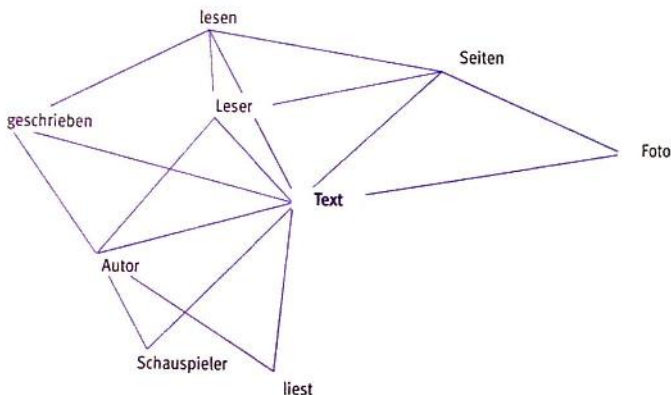 lesen
Seiten
Leser
geschrieben
Foto
Text
Autor
Schauspieler
liest